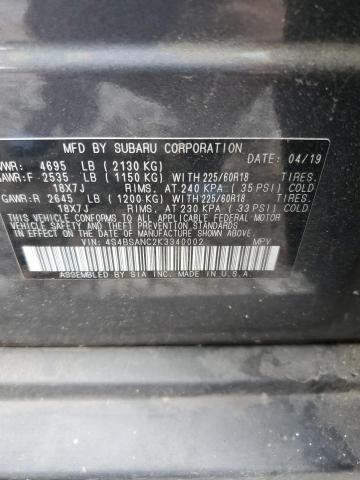 MFD BY SUBARU CORPORATION
VWR: 4695 LB (2130 KG) DATE: 04/19
GAWR:F 2535 LB (1150 KG) WITH 225/60R18 TIRES.
18X7J RIMS. AT 240 KPA (35 PSI) COLD
GAWR:R 2645 LB (1200 KG) WITH 225/60R18 TIRES.
18X7J RIMS. AT 230 KPA (33 PSI) COLD
THIS VEHICLE CONFORMS TO ALL APPLICABLE FEDERAL MOTOR
VEHICLE SAFETY BUMPER AND THEFT PREVENTION STANDARDS
IN EFFECT ON THE DATE OF MANUFACTURE SHOWN ABOVE.
VIN: 4S4BSANC2K3340002 MPV
ASSEMBLED BY SIA INC. MADE IN U.S.A.